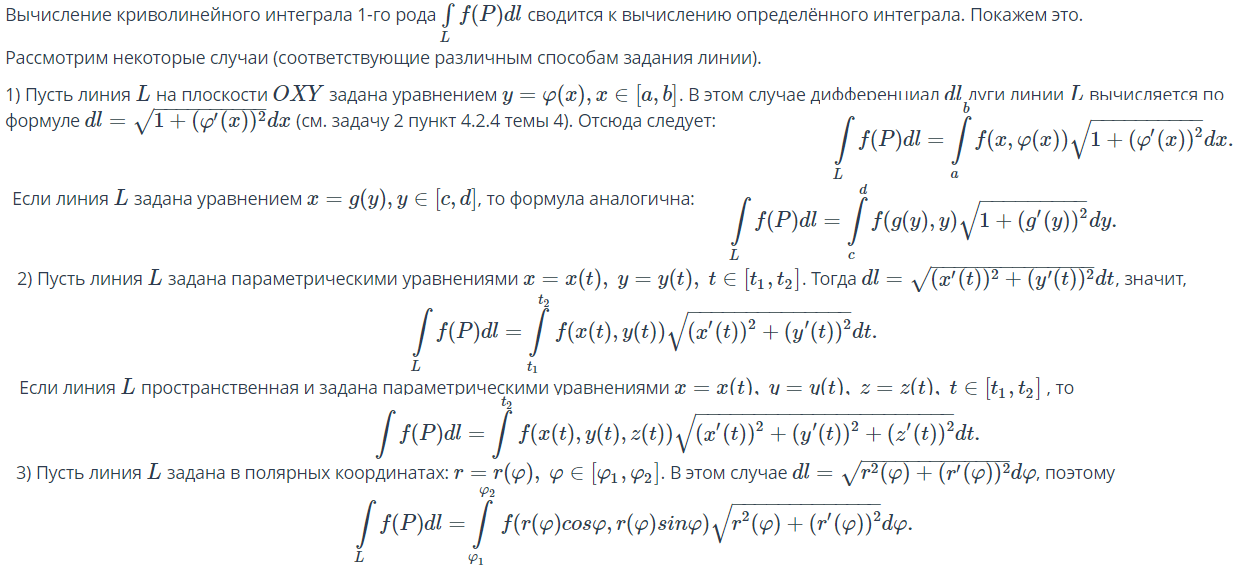 Вычисление криволинейного интеграла 1-го рода ∫_L f(P)dl сводится к вычислению определённого интеграла. Покажем это.
Рассмотрим некоторые случаи (соответствующие различным способам задания линии).
1) Пусть линия L на плоскости OXY задана уравнением y = φ(x), x ∈ [a, b]. В этом случае дифференциал dl дуги линии L вычисляется по
формуле dl = √(1 + (φ′(x))²)dx (см. задачу 2 пункт 4.2.4 темы 4). Отсюда следует:
∫_L f(P)dl = ∫_a^b f(x, φ(x))√(1 + (φ′(x))²)dx.
Если линия L задана уравнением x = g(y), y ∈ [c, d], то формула аналогична:
∫_L f(P)dl = ∫_c^d f(g(y), y)√(1 + (g′(y))²)dy.
2) Пусть линия L задана параметрическими уравнениями x = x(t), y = y(t), t ∈ [t₁, t₂]. Тогда dl = √((x′(t))² + (y′(t))²)dt, значит,
∫_L f(P)dl = ∫_{t₁}^{t₂} f(x(t), y(t))√((x′(t))² + (y′(t))²)dt.
Если линия L пространственная и задана параметрическими уравнениями x = x(t), y = y(t), z = z(t), t ∈ [t₁, t₂] , то
∫ f(P)dl = ∫^{t₂} f(x(t), y(t), z(t))√((x′(t))² + (y′(t))² + (z′(t))²)dt.
3) Пусть линия L задана в полярных координатах: r = r(φ), φ ∈ [φ₁, φ₂]. В этом случае dl = √(r²(φ) + (r′(φ))²)dφ, поэтому
∫_L f(P)dl = ∫_{φ₁}^{φ₂} f(r(φ)cosφ, r(φ)sinφ)√(r²(φ) + (r′(φ))²)dφ.